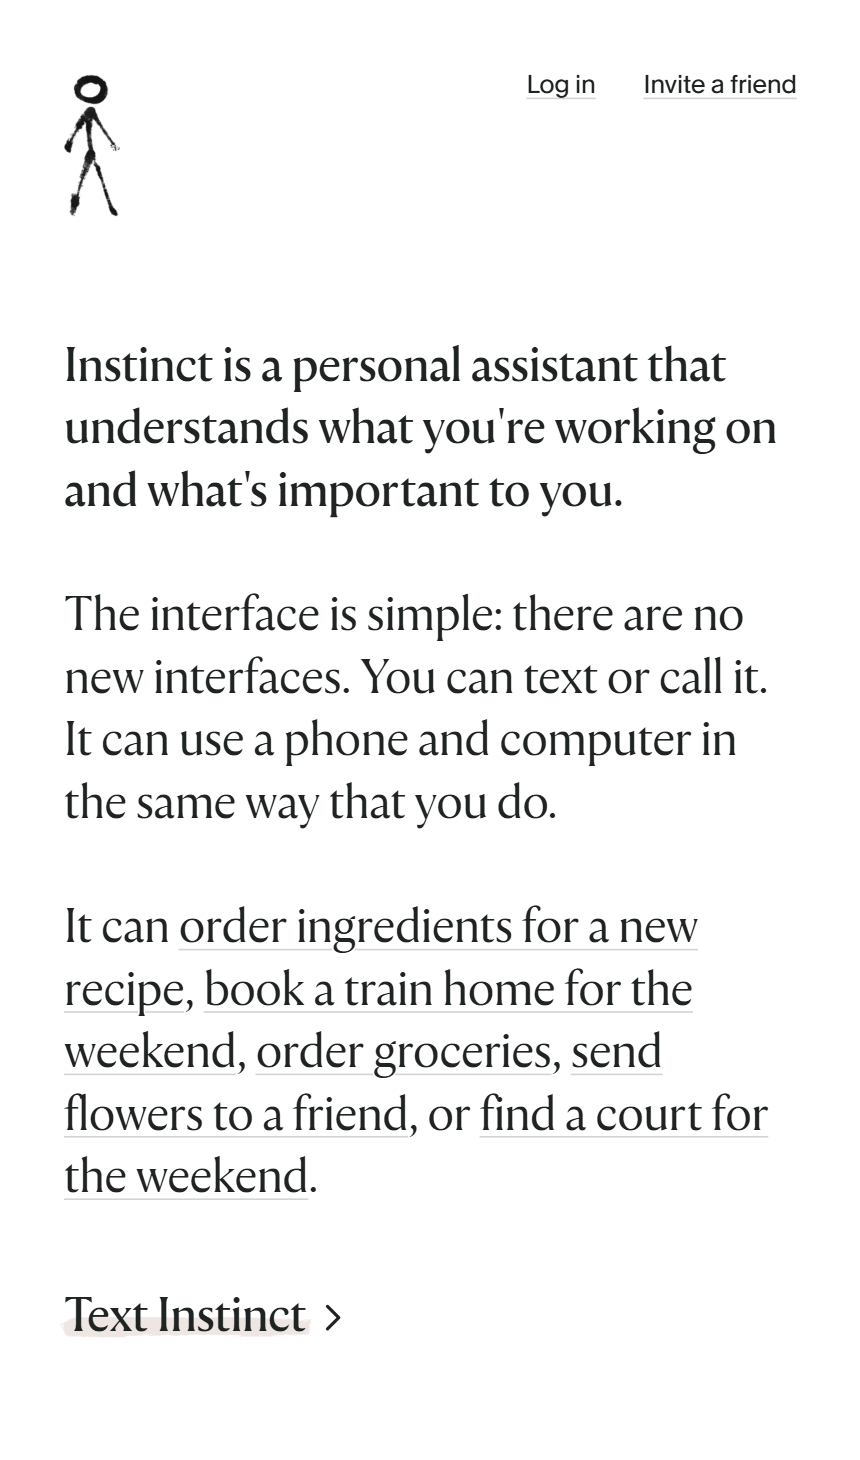 Log in Invite a friend
Instinct is a personal assistant that
understands what you're working on
and what's important to you.
The interface is simple: there are no
new interfaces. You can text or call it.
It can use a phone and computer in
the same way that you do.
It can order ingredients for a new
recipe, book a train home for the
weekend, order groceries, send
flowers to a friend, or find a court for
the weekend.
Text Instinct >